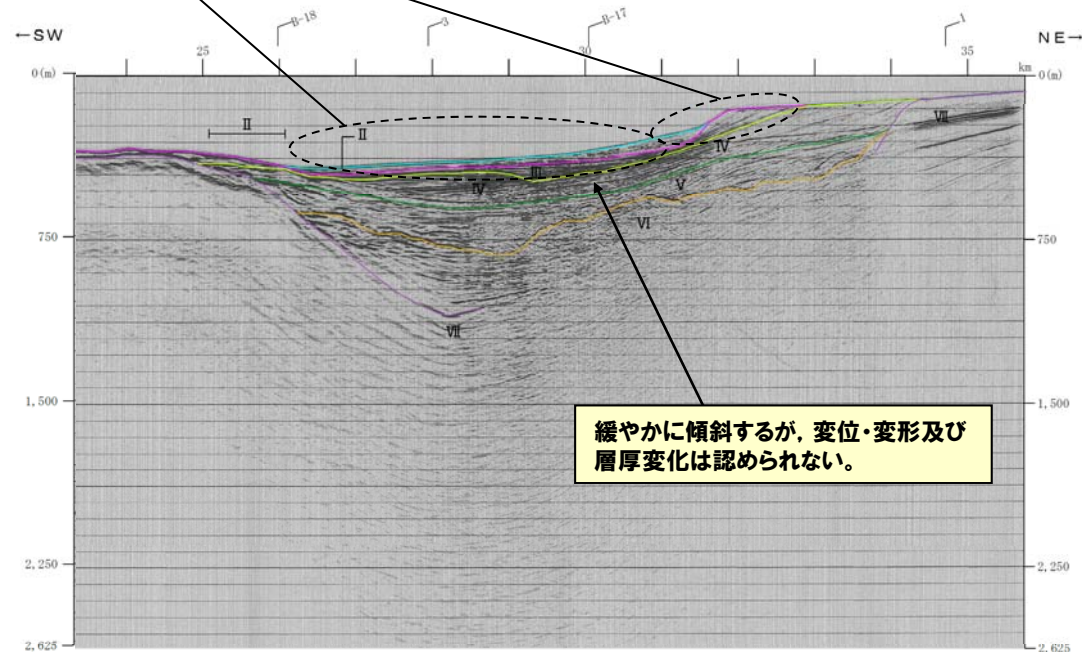 B-18
3
B-17
1
←SW
NE→
25
30
35
km
0(m)
0(m)
II
II
VII
IV
III
IV
V
VI
750
750
VII
1,500
1,500
緩やかに傾斜するが，変位・変形及び
層厚変化は認められない。
2,250
2,250
2,625
2,625